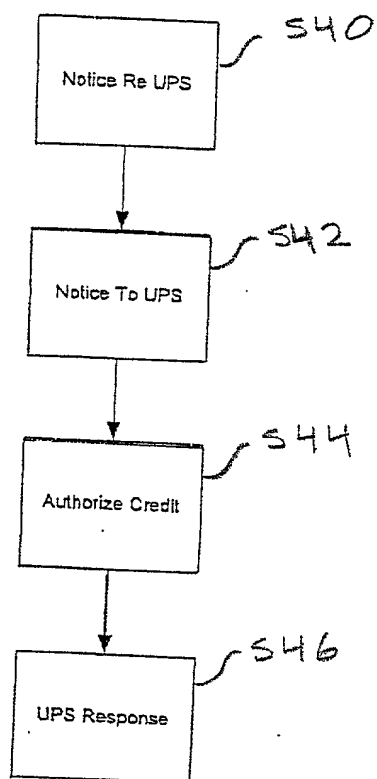 S40
Notice Re UPS
S42
Notice To UPS
S44
Authorize Credit
S46
UPS Response